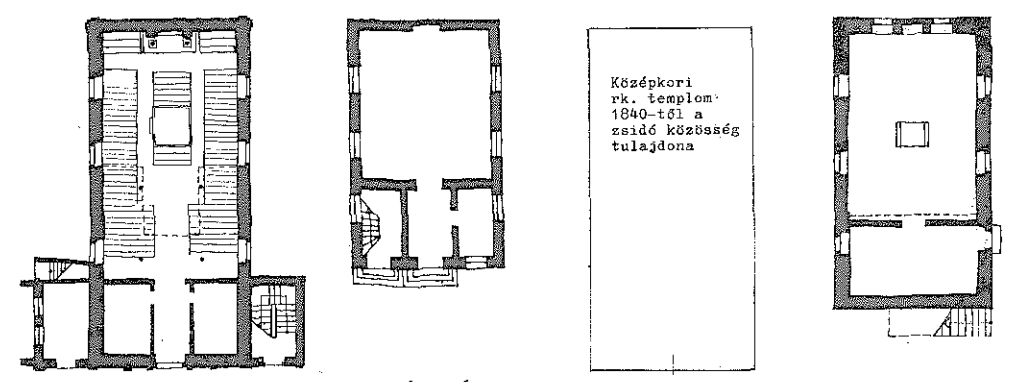 Középkori
rk. templom
1840-től a
zsidó közösség
tulajdona